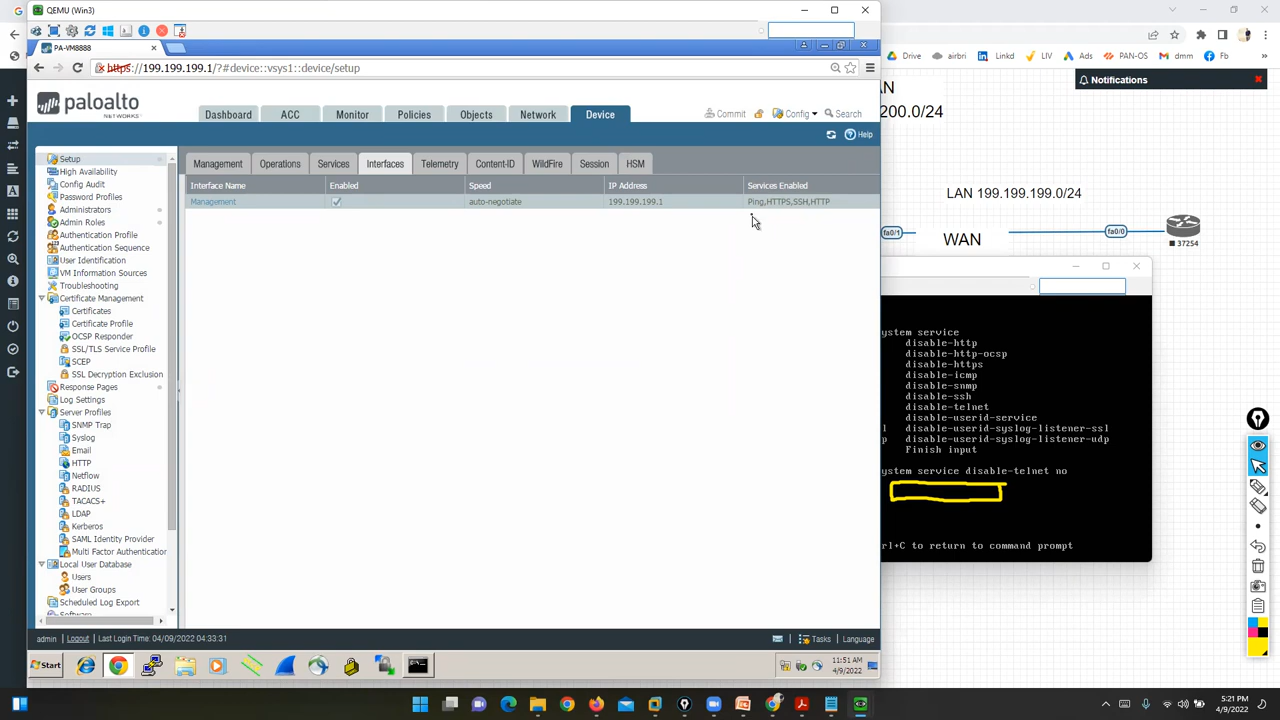 QEMU (Win3)
PA-VM8888
https://199.199.199.1/?#device::vsys1::device/setup
Drive
airbri
Linkd
LIV
Ads
PAN-OS
dmm
Fb
Notifications
AN
200.0/24
paloalto
NETWORKS
Dashboard
ACC
Monitor
Policies
Objects
Network
Device
Commit
Config
Search
Help
Setup
High Availability
Config Audit
Password Profiles
Administrators
Admin Roles
Authentication Profile
Authentication Sequence
User Identification
VM Information Sources
Troubleshooting
Certificate Management
Certificates
Certificate Profile
OCSP Responder
SSL/TLS Service Profile
SCEP
SSL Decryption Exclusion
Response Pages
Log Settings
Server Profiles
SNMP Trap
Syslog
Email
HTTP
Netflow
RADIUS
TACACS+
LDAP
Kerberos
SAML Identity Provider
Multi Factor Authentication
Local User Database
Users
User Groups
Scheduled Log Export
Software
Management
Operations
Services
Interfaces
Telemetry
Content-ID
WildFire
Session
HSM
Interface Name Enabled Speed IP Address Services Enabled
Management auto-negotiate 199.199.199.1 Ping,HTTPS,SSH,HTTP
LAN 199.199.199.0/24
fa0/1
WAN
fa0/0
37254
ystem service
disable-http
disable-http-ocsp
disable-https
disable-icmp
disable-snmp
disable-ssh
disable-telnet
disable-userid-service
l disable-userid-syslog-listener-ssl
p disable-userid-syslog-listener-udp
Finish input
ystem service disable-telnet no
rl+C to return to command prompt
admin | Logout | Last Login Time: 04/09/2022 04:33:31
Tasks | Language
Start
11:51 AM
4/9/2022
5:21 PM
4/9/2022